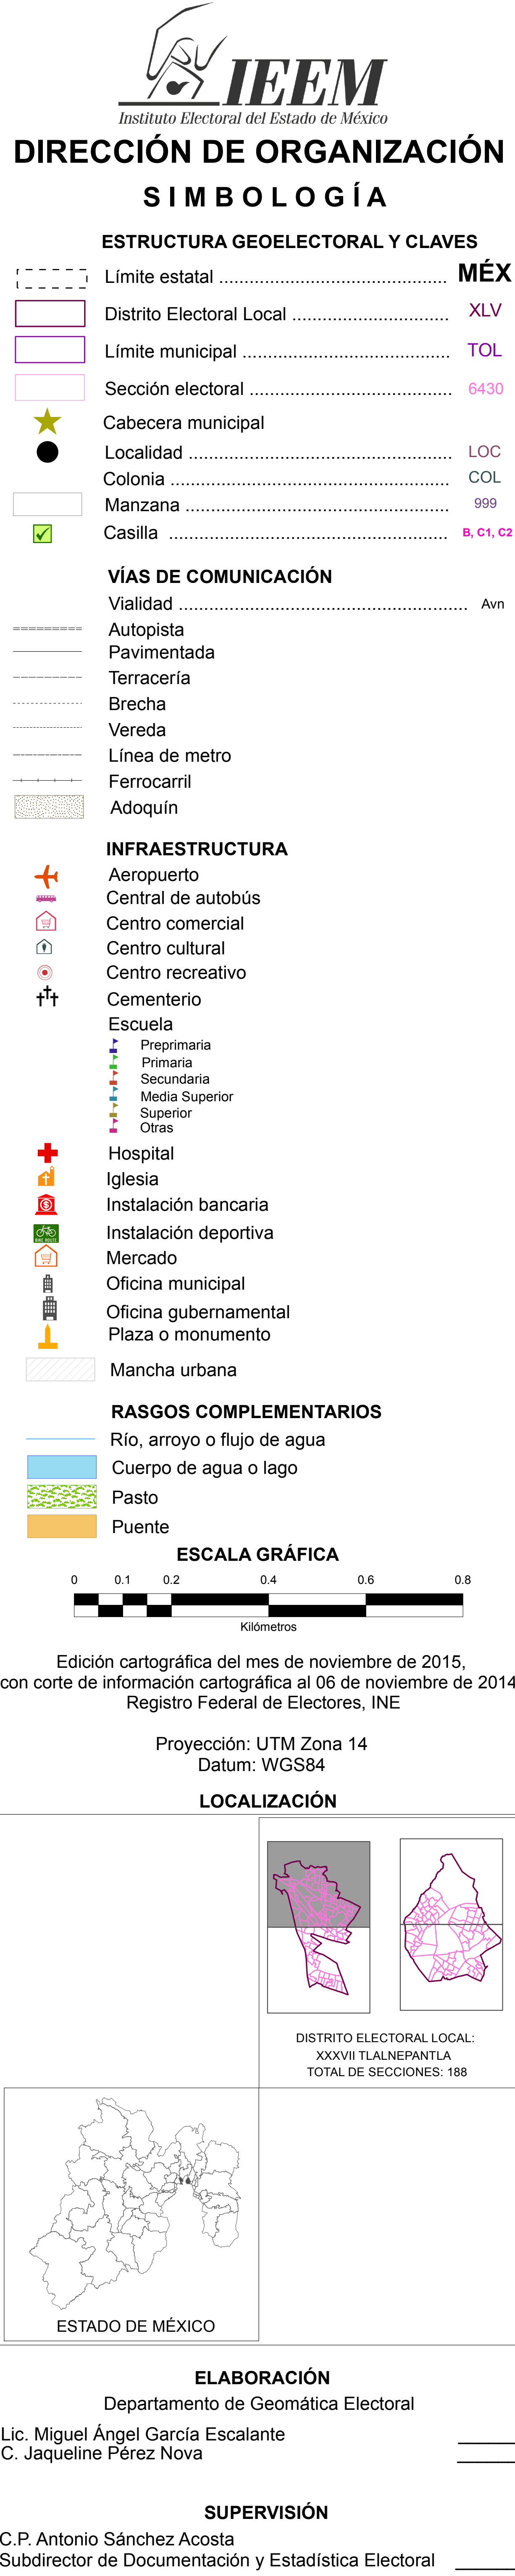 IEEM
Instituto Electoral del Estado de México
DIRECCIÓN DE ORGANIZACIÓN
SIMBOLOGÍA
ESTRUCTURA GEOELECTORAL Y CLAVES
Límite estatal ............................................ MÉX
Distrito Electoral Local .............................. XLV
Límite municipal ........................................ TOL
Sección electoral ....................................... 6430
Cabecera municipal
Localidad ................................................... LOC
Colonia ...................................................... COL
Manzana ................................................... 999
Casilla ...................................................... B, C1, C2
VÍAS DE COMUNICACIÓN
Vialidad ........................................................ Avn
Autopista
Pavimentada
Terracería
Brecha
Vereda
Línea de metro
Ferrocarril
Adoquín
INFRAESTRUCTURA
Aeropuerto
Central de autobús
Centro comercial
Centro cultural
Centro recreativo
Cementerio
Escuela
Preprimaria
Primaria
Secundaria
Media Superior
Superior
Otras
Hospital
Iglesia
Instalación bancaria
BIKE ROUTE Instalación deportiva
Mercado
Oficina municipal
Oficina gubernamental
Plaza o monumento
Mancha urbana
RASGOS COMPLEMENTARIOS
Río, arroyo o flujo de agua
Cuerpo de agua o lago
Pasto
Puente
ESCALA GRÁFICA
0 0.1 0.2 0.4 0.6 0.8
Kilómetros
Edición cartográfica del mes de noviembre de 2015,
con corte de información cartográfica al 06 de noviembre de 2014
Registro Federal de Electores, INE
Proyección: UTM Zona 14
Datum: WGS84
LOCALIZACIÓN
DISTRITO ELECTORAL LOCAL:
XXXVII TLALNEPANTLA
TOTAL DE SECCIONES: 188
ESTADO DE MÉXICO
ELABORACIÓN
Departamento de Geomática Electoral
Lic. Miguel Ángel García Escalante
C. Jaqueline Pérez Nova
SUPERVISIÓN
C.P. Antonio Sánchez Acosta
Subdirector de Documentación y Estadística Electoral